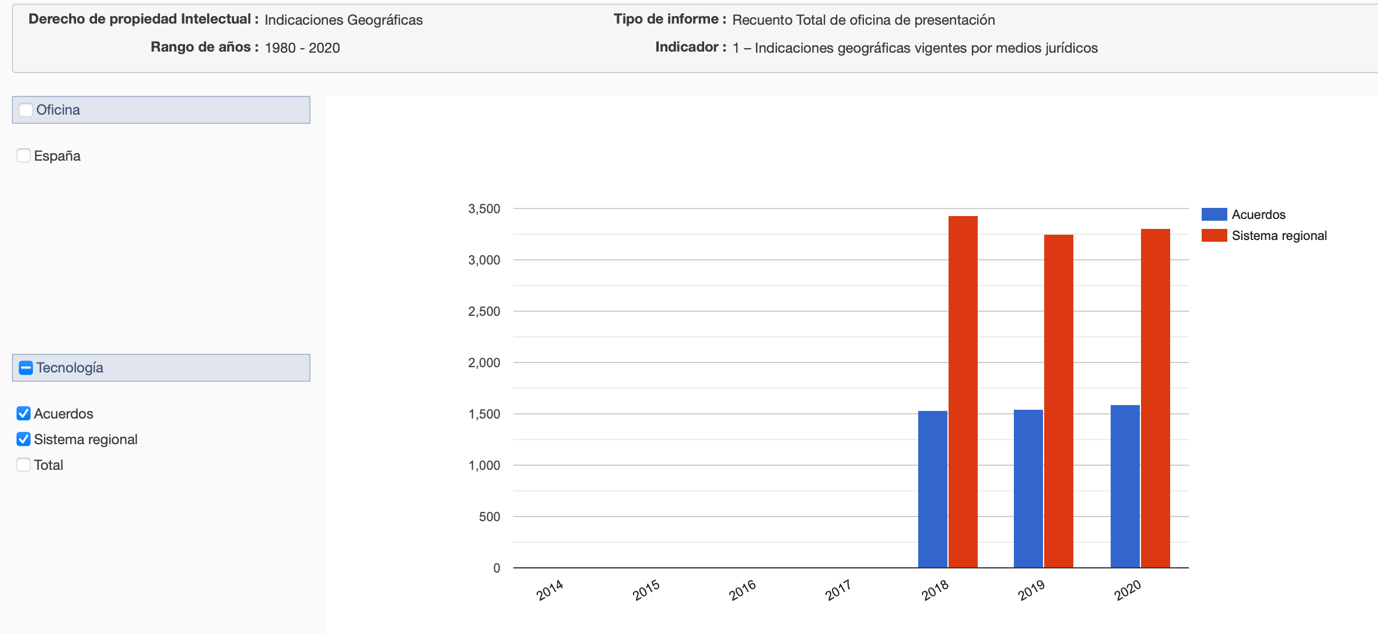 Derecho de propiedad Intelectual : Indicaciones Geográficas
Tipo de informe : Recuento Total de oficina de presentación
Rango de años : 1980 - 2020
Indicador : 1 – Indicaciones geográficas vigentes por medios jurídicos
Oficina
España
Tecnología
Acuerdos
Sistema regional
Total
3,500
3,000
2,500
2,000
1,500
1,000
500
0
2014 2015 2016 2017 2018 2019 2020
Acuerdos
Sistema regional